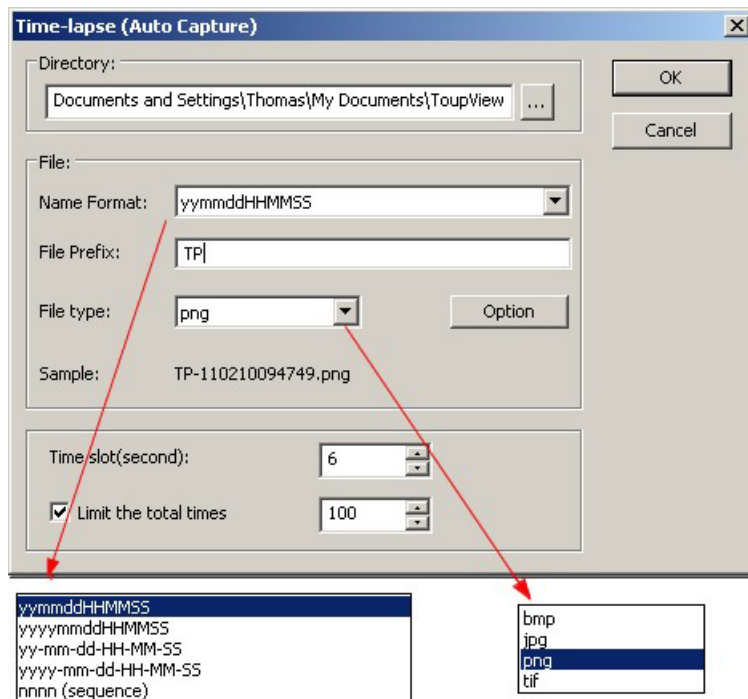 Time-lapse (Auto Capture)
Directory:
Documents and Settings\Thomas\My Documents\ToupView
...
OK
Cancel
File:
Name Format:
yymmddHHMMSS
File Prefix:
TP
File type:
png
Option
Sample:
TP-110210094749.png
Time slot(second):
6
Limit the total times
100
yymmddHHMMSS
yyyymmddHHMMSS
yy-mm-dd-HH-MM-SS
yyyy-mm-dd-HH-MM-SS
nnnn (sequence)
bmp
jpg
png
tif